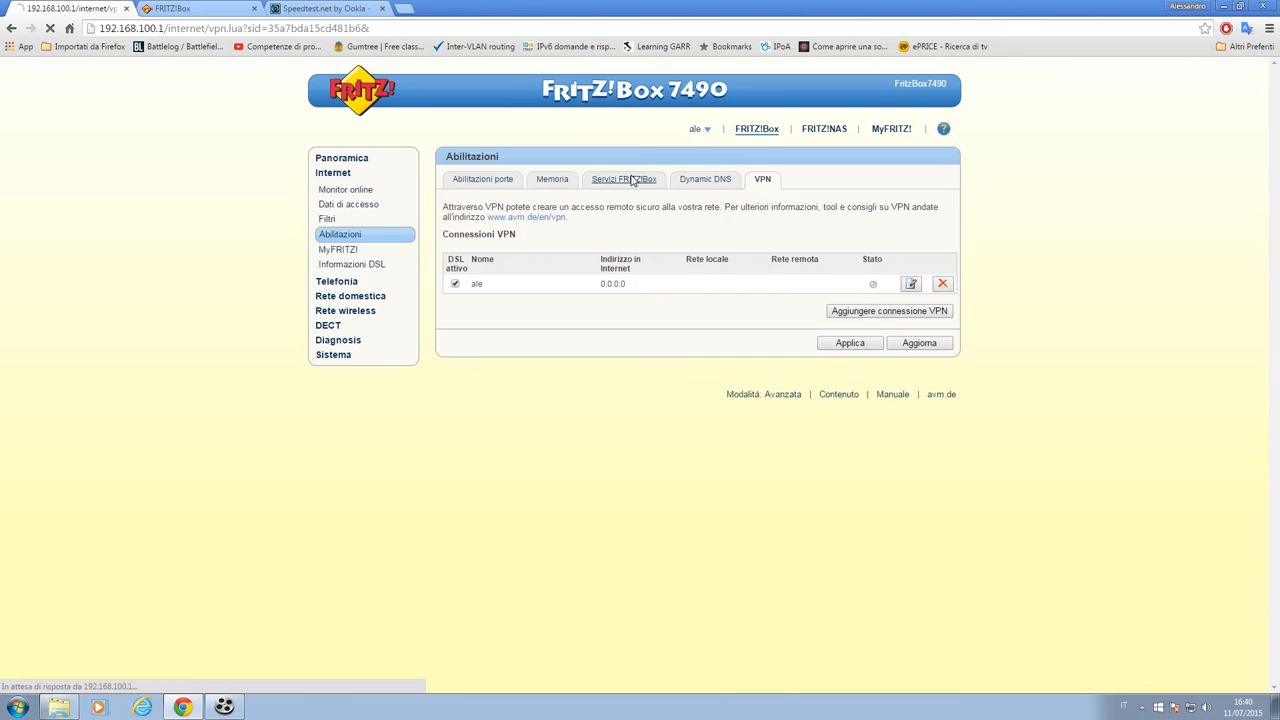 192.168.100.1/internet/vp
FRITZ!Box
Speedtest.net by Ookla
Alessandro
192.168.100.1/internet/vpn.lua?sid=35a7bda15cd481b6&
App
Importati da Firefox
Battlelog / Battlefiel...
Competenze di pro...
Gumtree | Free class...
Inter-VLAN routing
IPv6 domande e risp...
Learning GARR
Bookmarks
IPoA
Come aprire una so...
ePRICE - Ricerca di tv
Altri Preferiti
FRITZ!
FRITZ!Box 7490
FritzBox7490
ale | FRITZ!Box | FRITZ!NAS | MyFRITZ! | ?
Panoramica
Internet
Monitor online
Dati di accesso
Filtri
Abilitazioni
MyFRITZ!
Informazioni DSL
Telefonia
Rete domestica
Rete wireless
DECT
Diagnosis
Sistema
Abilitazioni
Abilitazioni porte
Memoria
Servizi FRITZ!Box
Dynamic DNS
VPN
Attraverso VPN potete creare un accesso remoto sicuro alla vostra rete. Per ulteriori informazioni, tool e consigli su VPN andate
all'indirizzo www.avm.de/en/vpn.
Connessioni VPN
DSL attivo
Nome
Indirizzo in Internet
Rete locale
Rete remota
Stato
ale
0.0.0.0
Aggiungere connessione VPN
Applica
Aggiorna
Modalità: Avanzata | Contenuto | Manuale | avm.de
In attesa di risposta da 192.168.100.1...
IT
16:40
11/07/2015